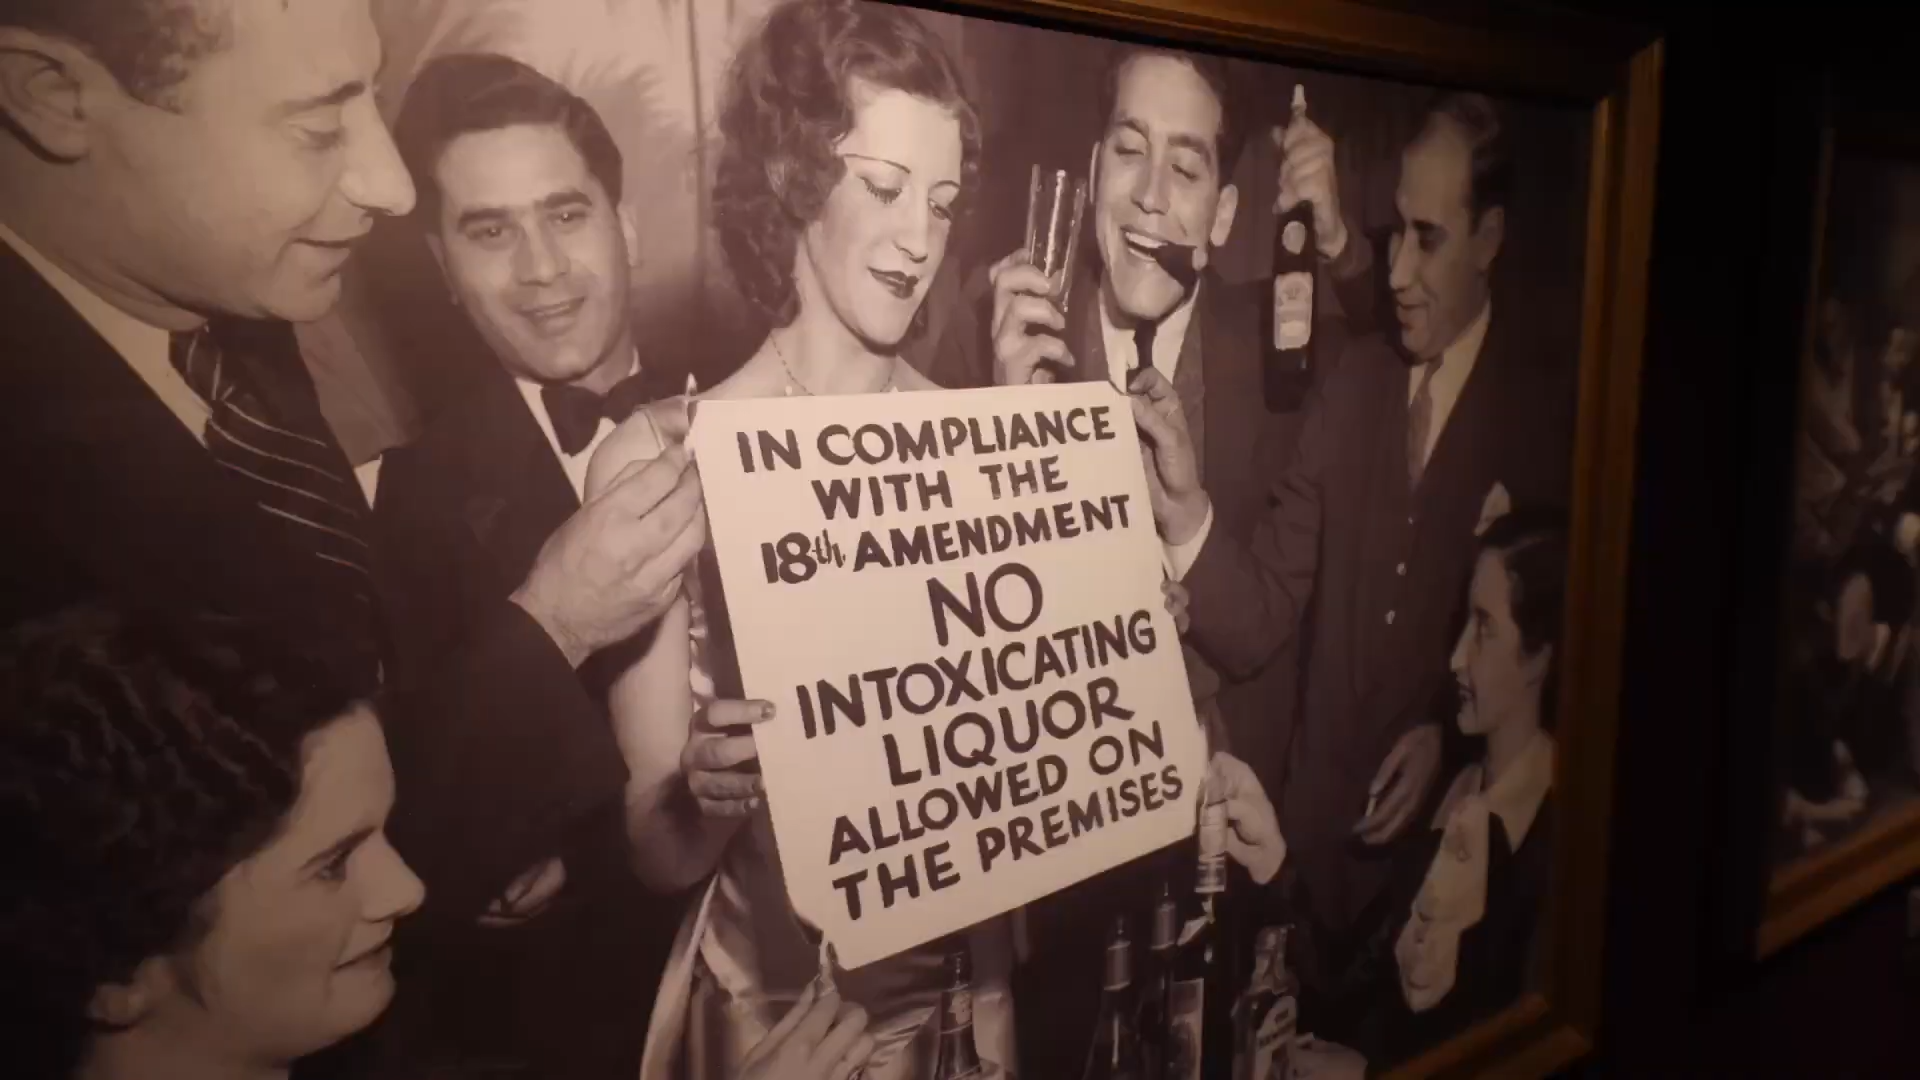 IN COMPLIANCE
WITH THE
18th AMENDMENT
NO
INTOXICATING
LIQUOR
ALLOWED ON
THE PREMISES